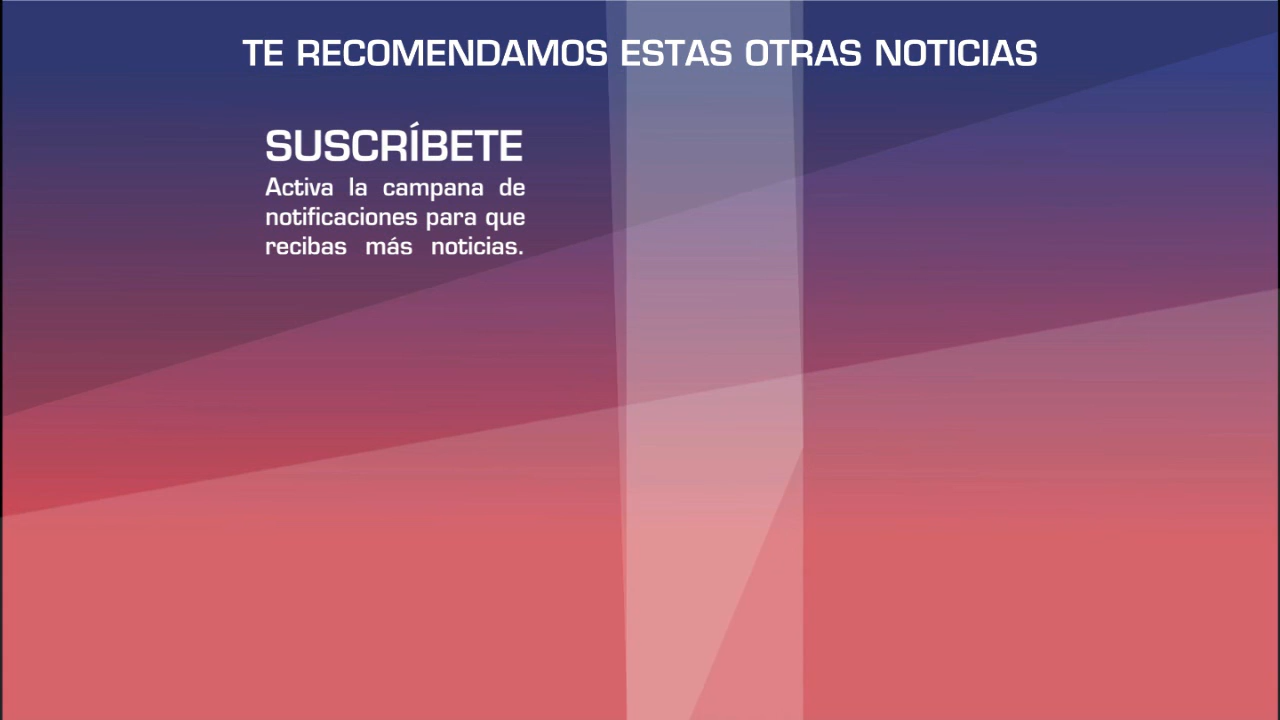 TE RECOMENDAMOS ESTAS OTRAS NOTICIAS
SUSCRÍBETE
Activa la campana de
notificaciones para que
recibas más noticias.